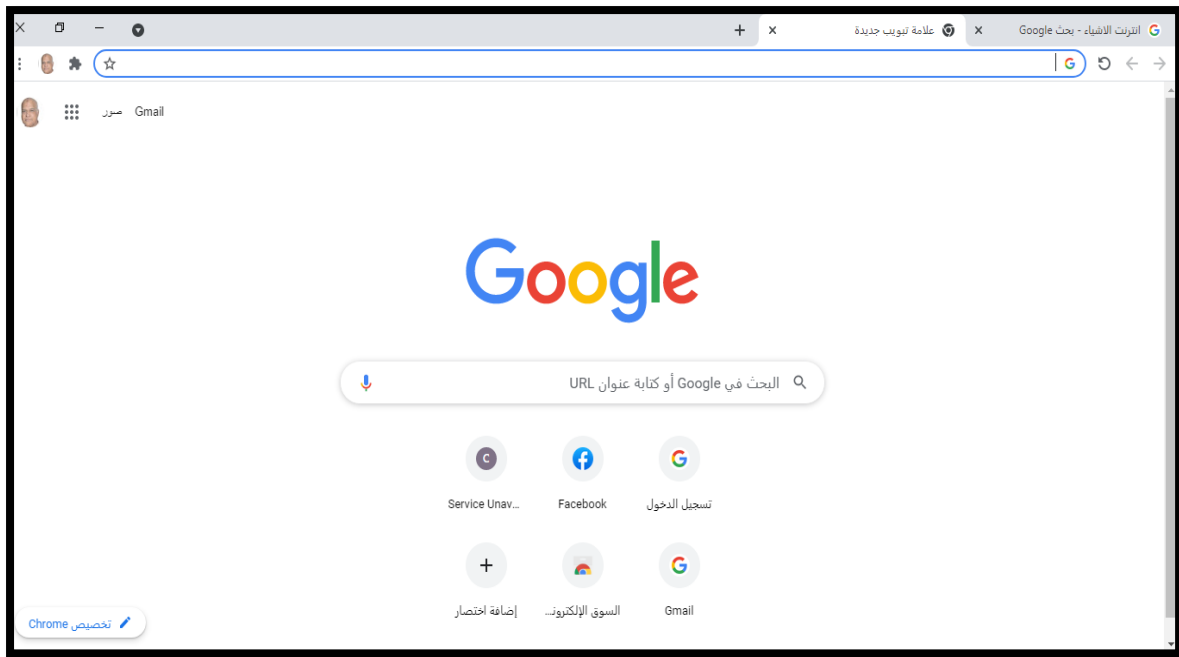 انترنت الاشياء - بحث Google
علامة تبويب جديدة
Gmail صور
Google
البحث في Google أو كتابة عنوان URL
تسجيل الدخول
Facebook
Service Unav...
Gmail
السوق الإلكترونـ...
إضافة اختصار
تخصيص Chrome